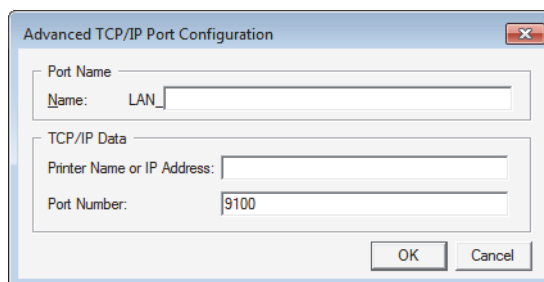 Advanced TCP/IP Port Configuration
Port Name
Name: LAN_
TCP/IP Data
Printer Name or IP Address:
Port Number: 9100
OK Cancel